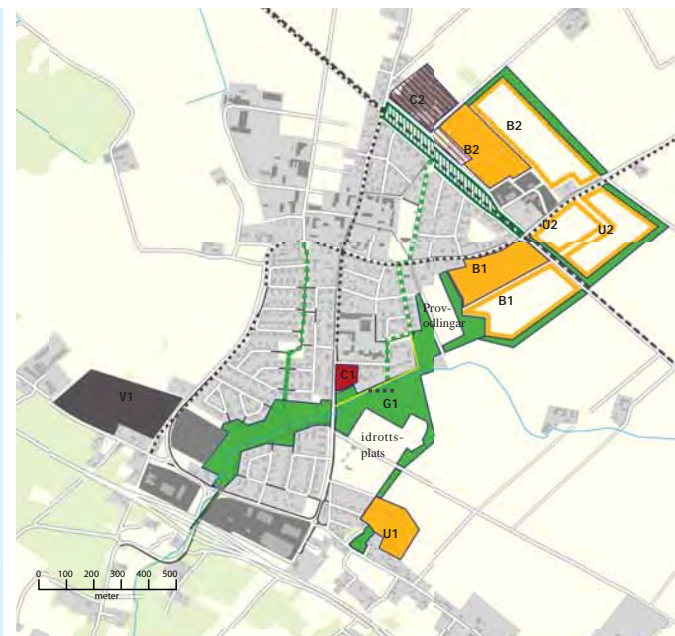 C2
B2
B2
U2
U2
B1
B1
Prov-
odlingar
V1
C1
G1
idrotts-
plats
U1
0 100 200 300 400 500
meter